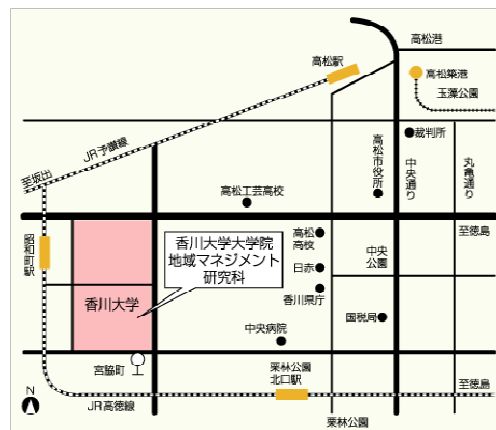 高松港
高松駅
高松築港
玉藻公園
JR予讃線
至坂出
裁判所
高松市役所
中央通り
丸亀通り
高松工芸高校
至徳島
昭和町駅
香川大学大学院
地域マネジメント
研究科
高松
高校
日赤
香川県庁
中央
公園
香川大学
国税局
中央病院
宮脇町
栗林公園
北口駅
至徳島
N
JR高徳線
栗林公園